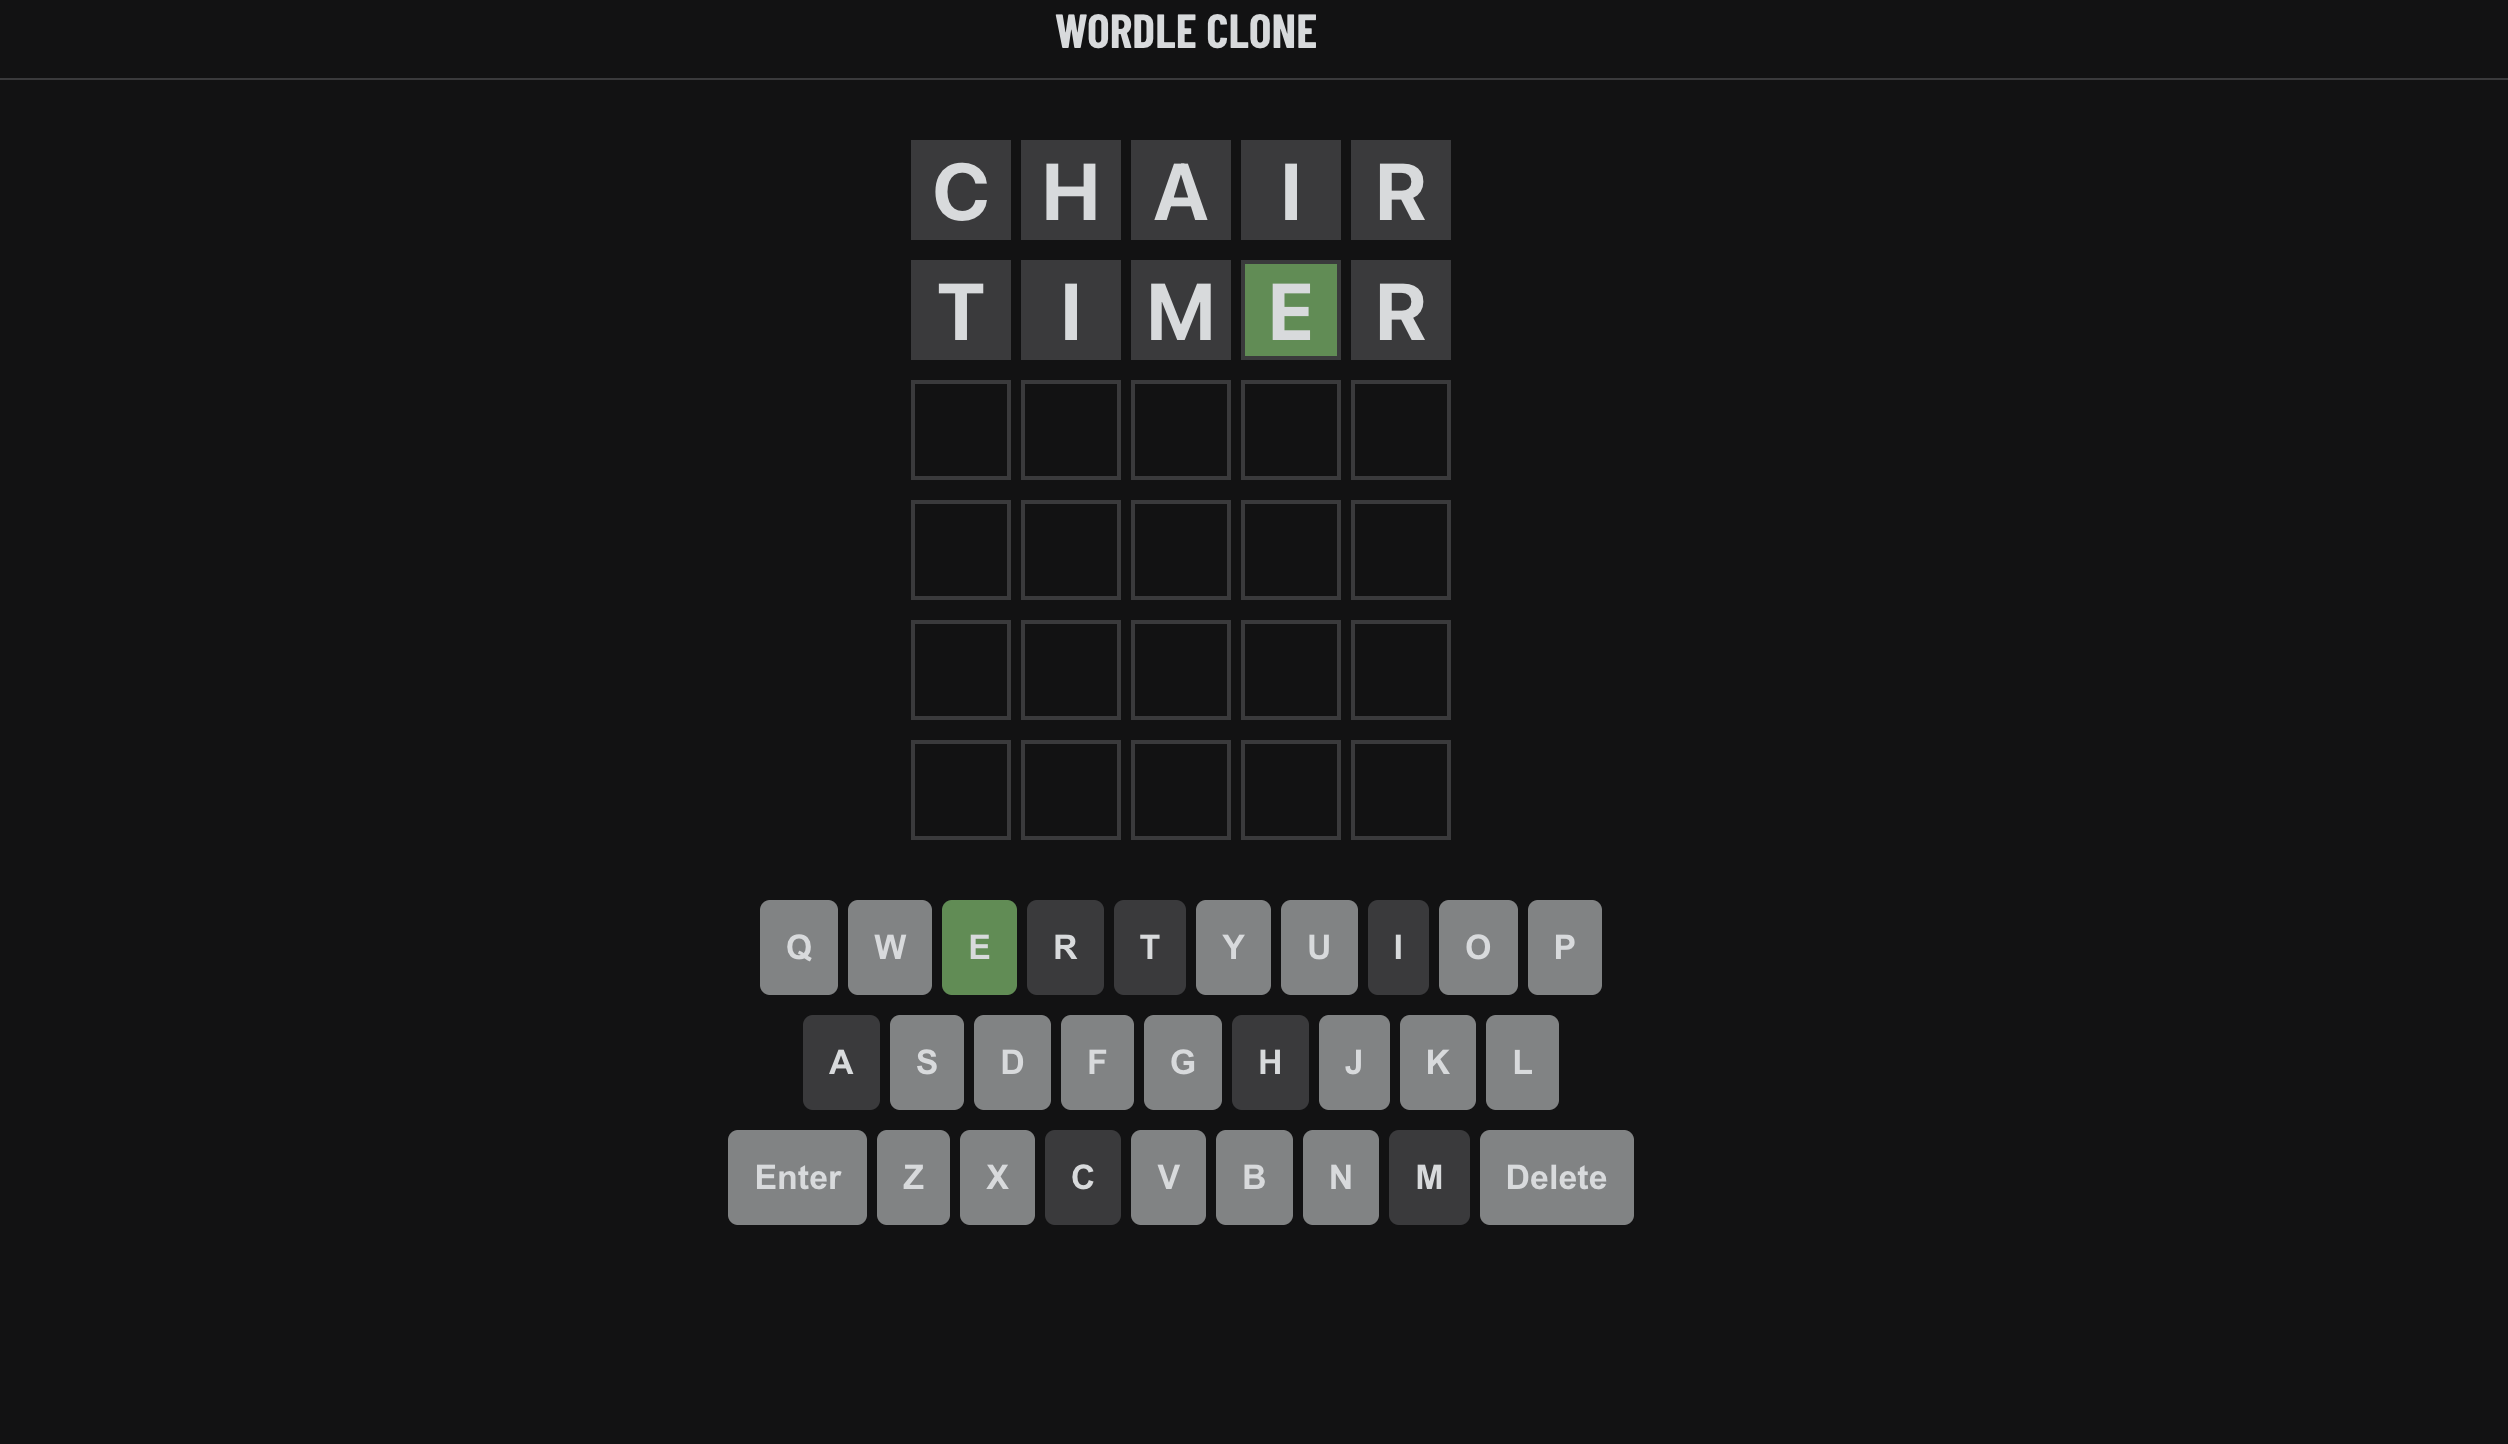 WORDLE CLONE
C H A I R
T I M E R
Q W E R T Y U I O P
A S D F G H J K L
Enter Z X C V B N M Delete